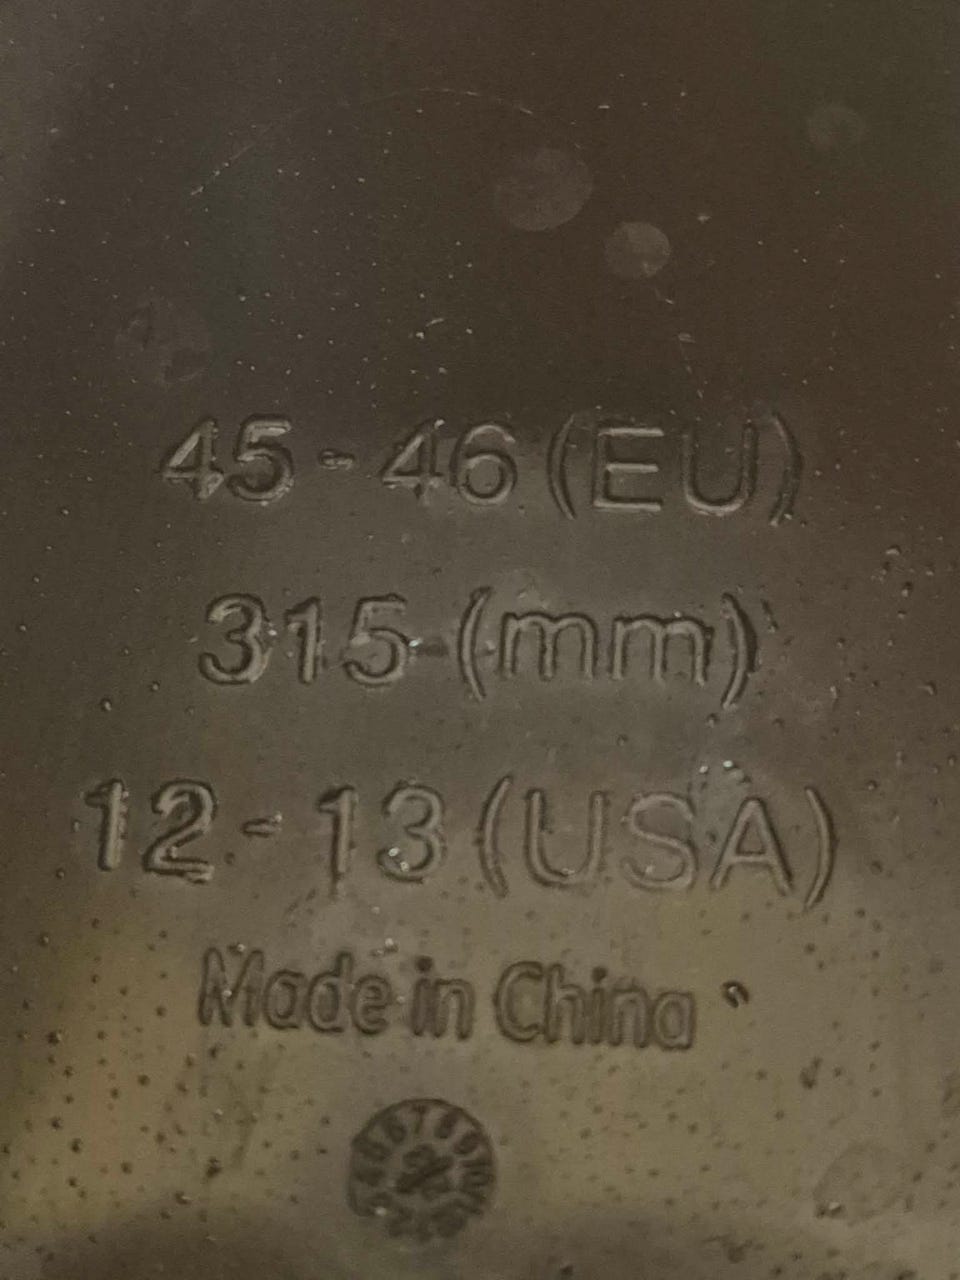 45-46 (EU)
315 (mm)
12-13 (USA)
Made in China